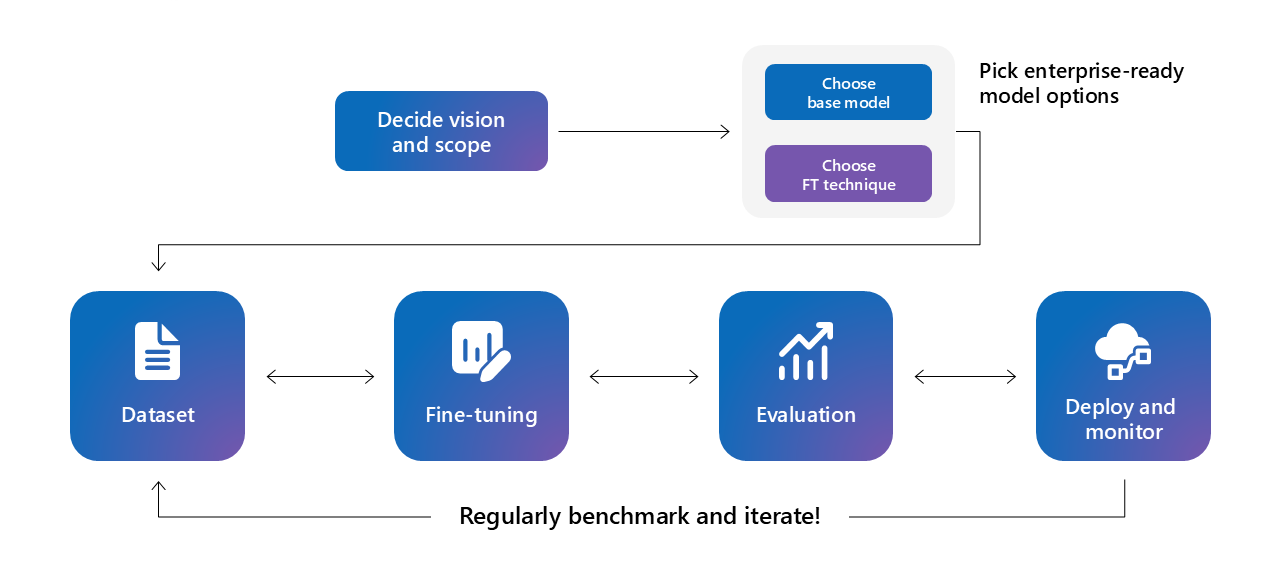 Decide vision
and scope
Choose
base model
Choose
FT technique
Pick enterprise-ready
model options
Dataset
Fine-tuning
Evaluation
Deploy and
monitor
Regularly benchmark and iterate!